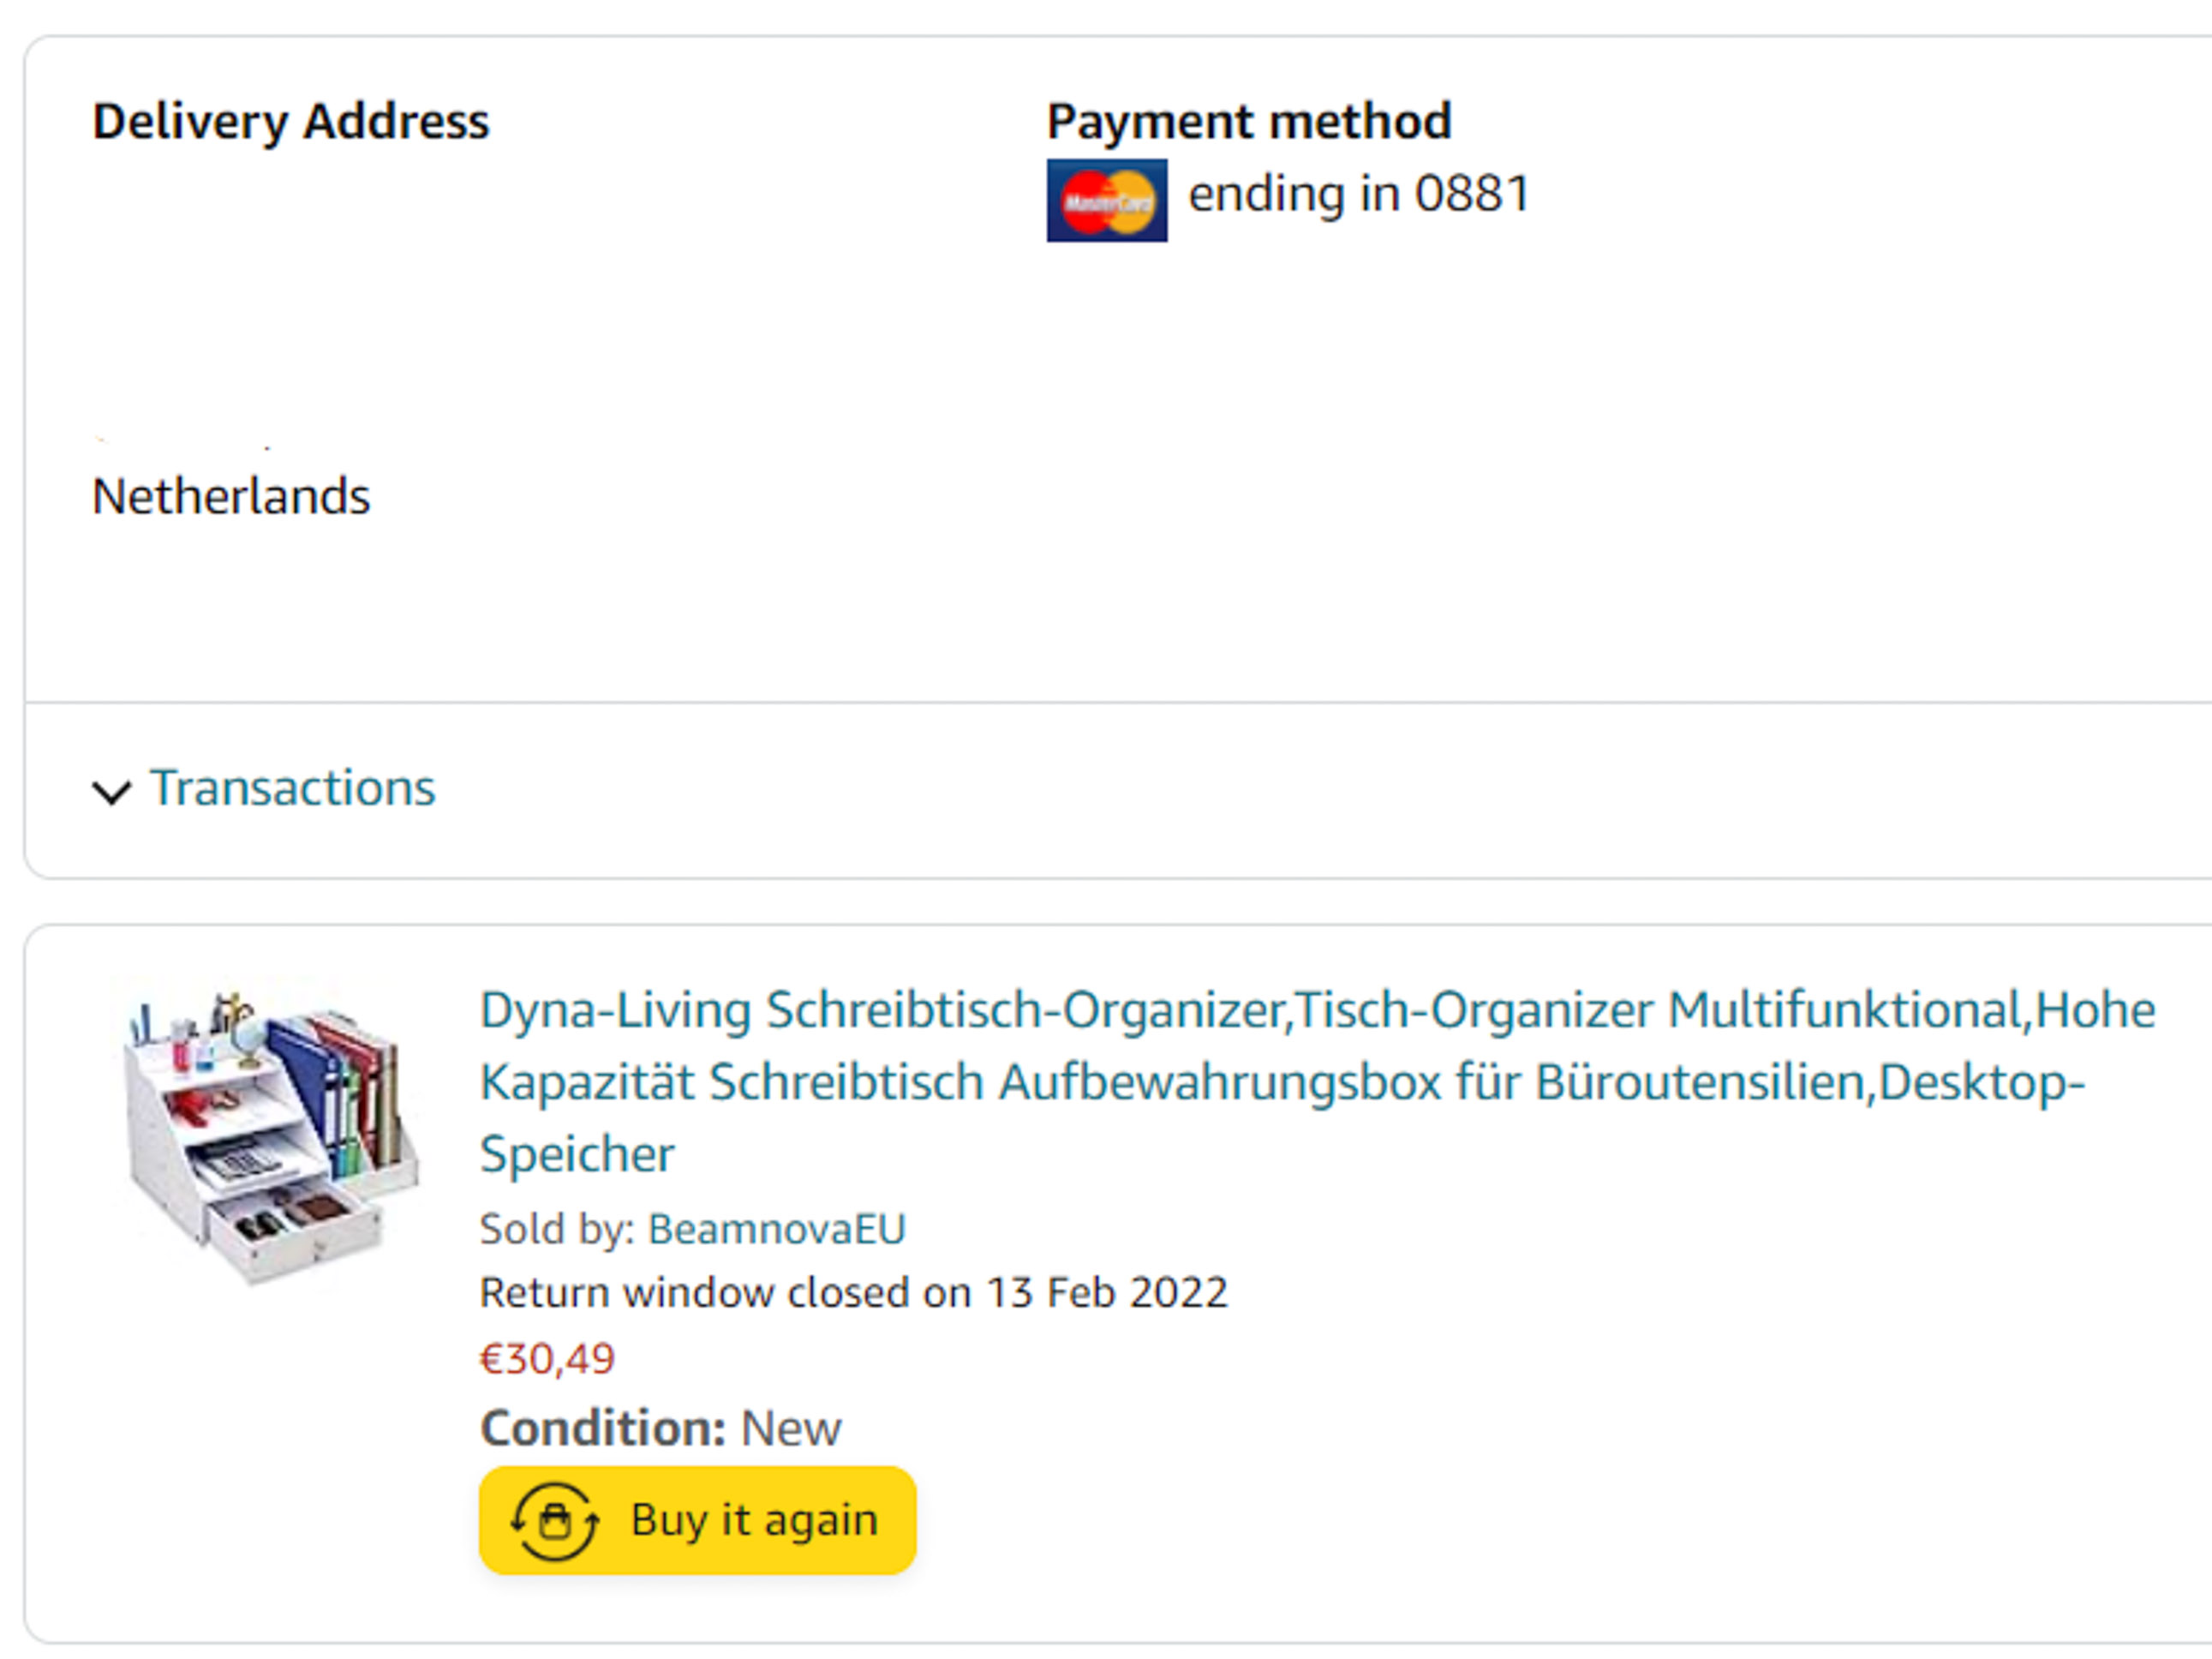 Delivery Address
Payment method
MasterCard ending in 0881
Netherlands
Transactions
Dyna-Living Schreibtisch-Organizer,Tisch-Organizer Multifunktional,Hohe
Kapazität Schreibtisch Aufbewahrungsbox für Büroutensilien,Desktop-
Speicher
Sold by: BeamnovaEU
Return window closed on 13 Feb 2022
€30,49
Condition: New
Buy it again